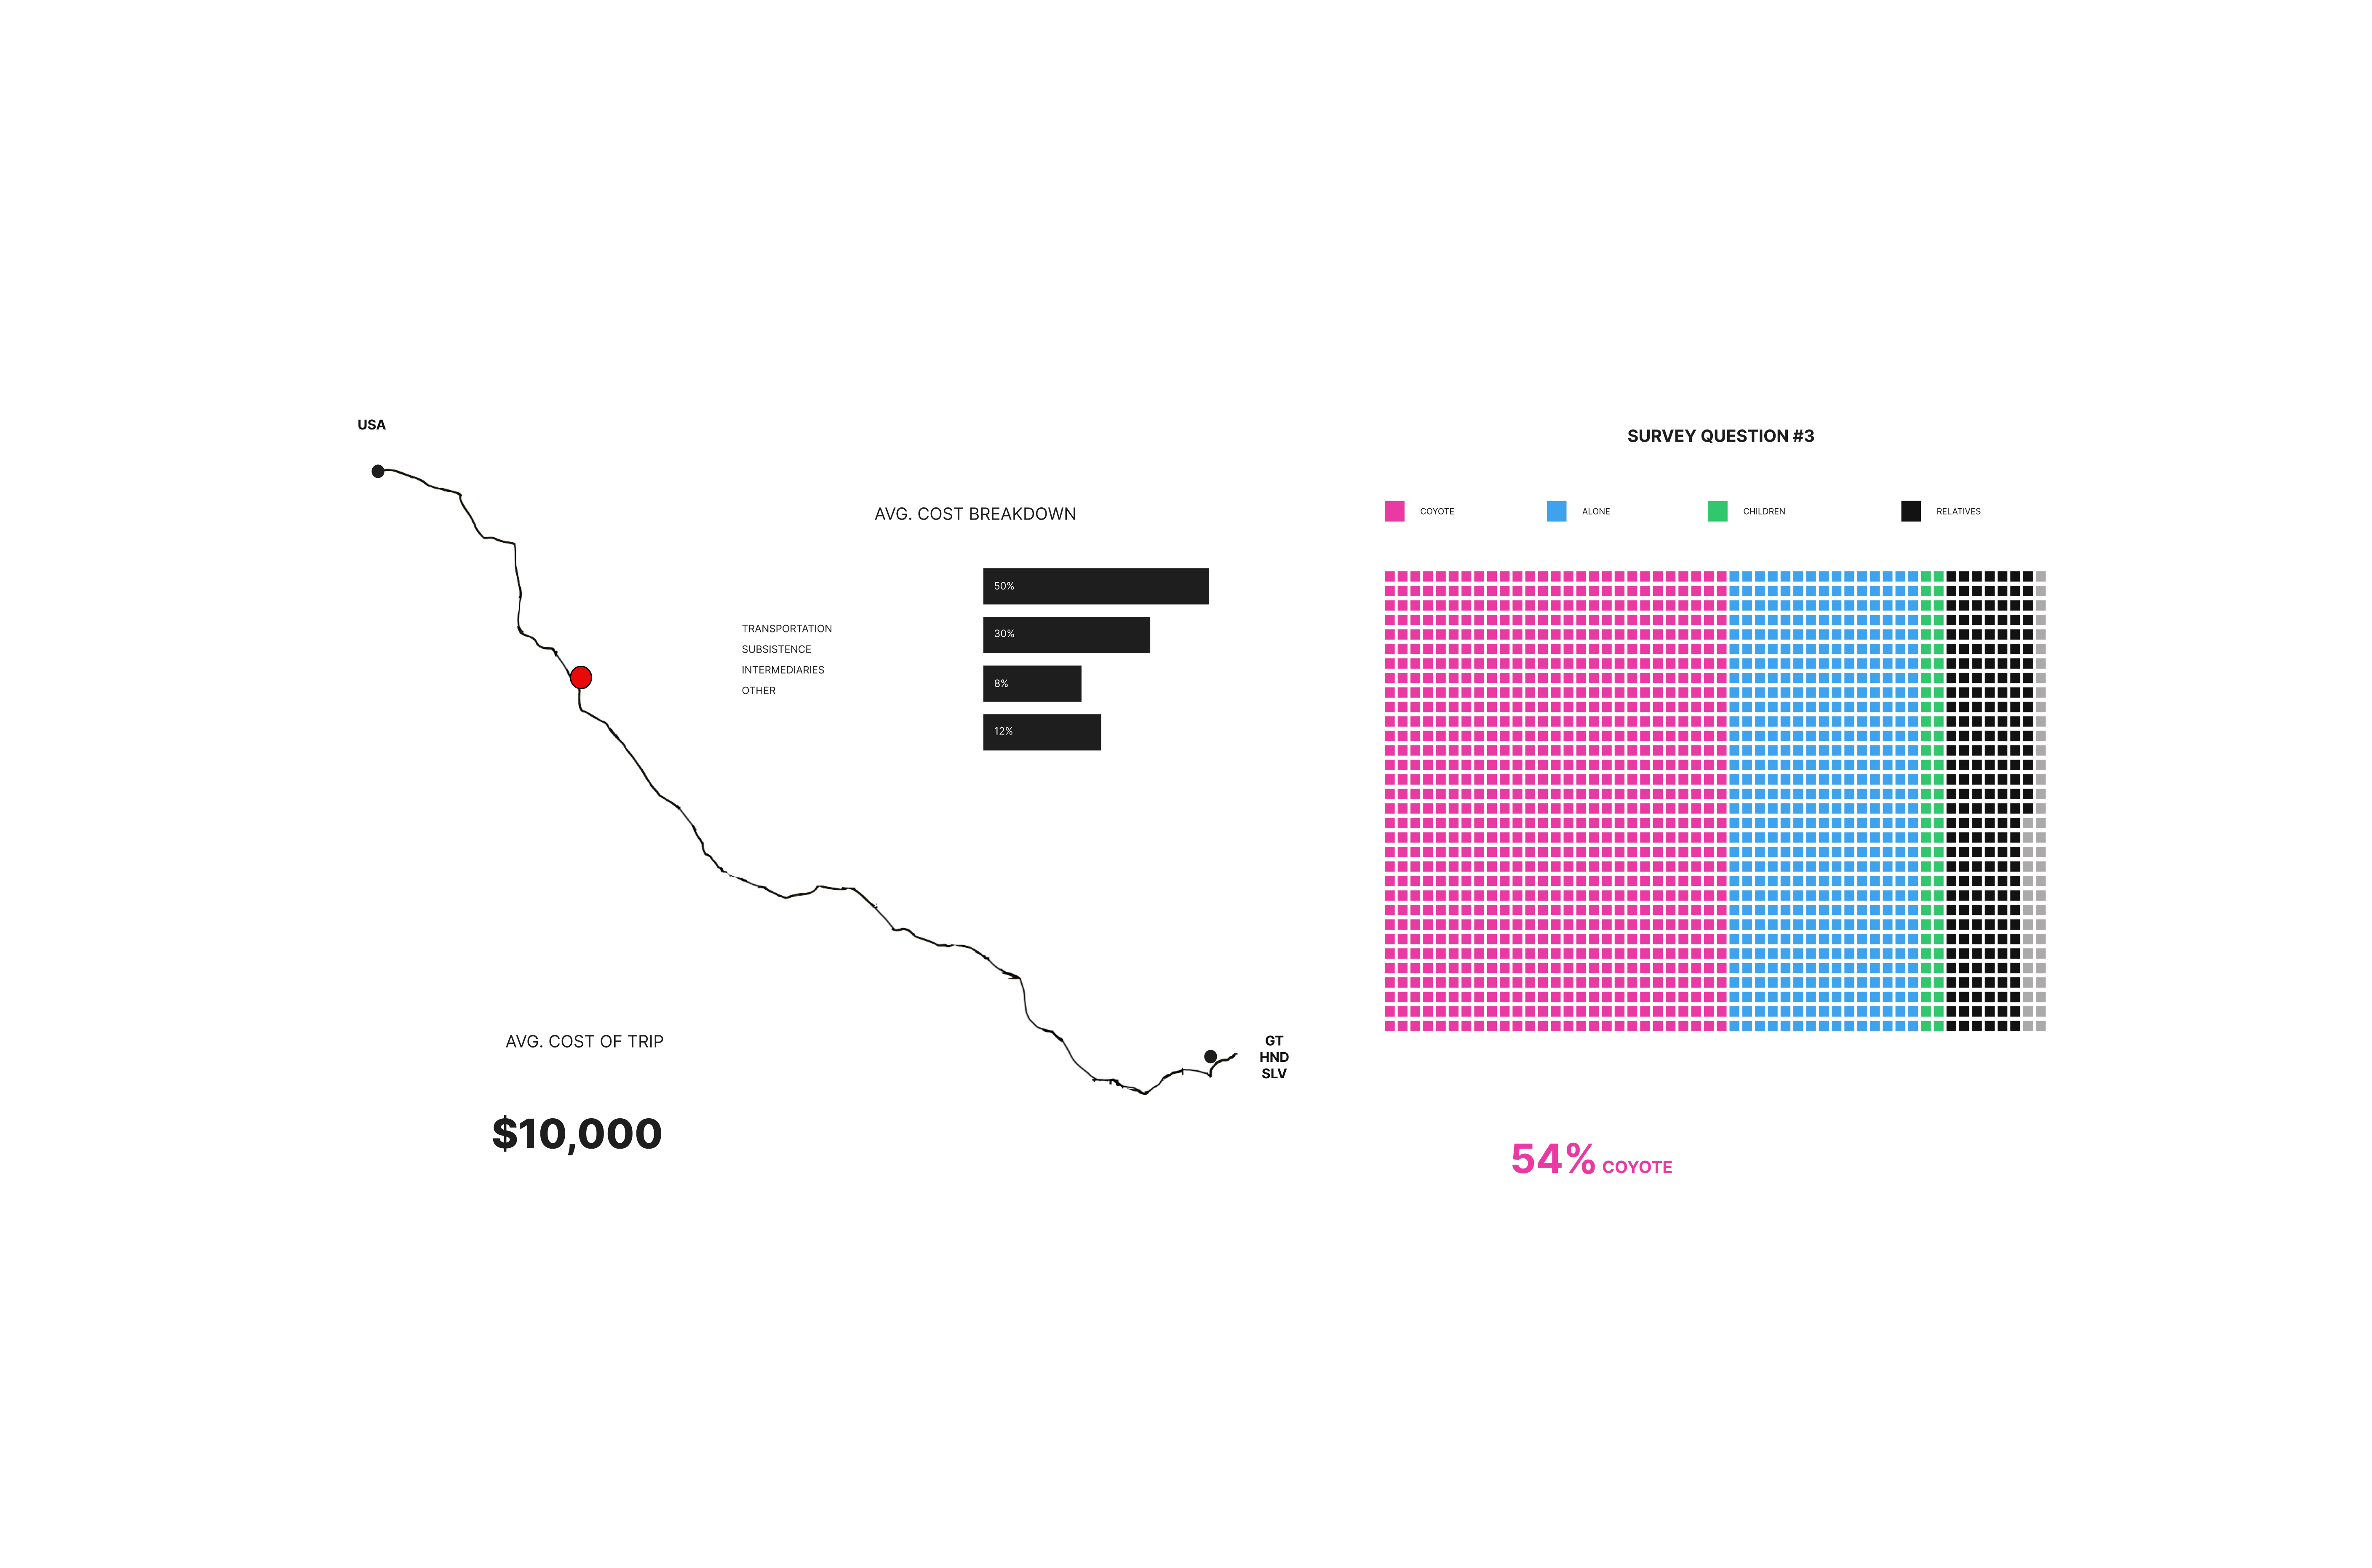 USA
AVG. COST BREAKDOWN
TRANSPORTATION
SUBSISTENCE
INTERMEDIARIES
OTHER
50%
30%
8%
12%
AVG. COST OF TRIP
$10,000
GT
HND
SLV
SURVEY QUESTION #3
COYOTE
ALONE
CHILDREN
RELATIVES
54% COYOTE